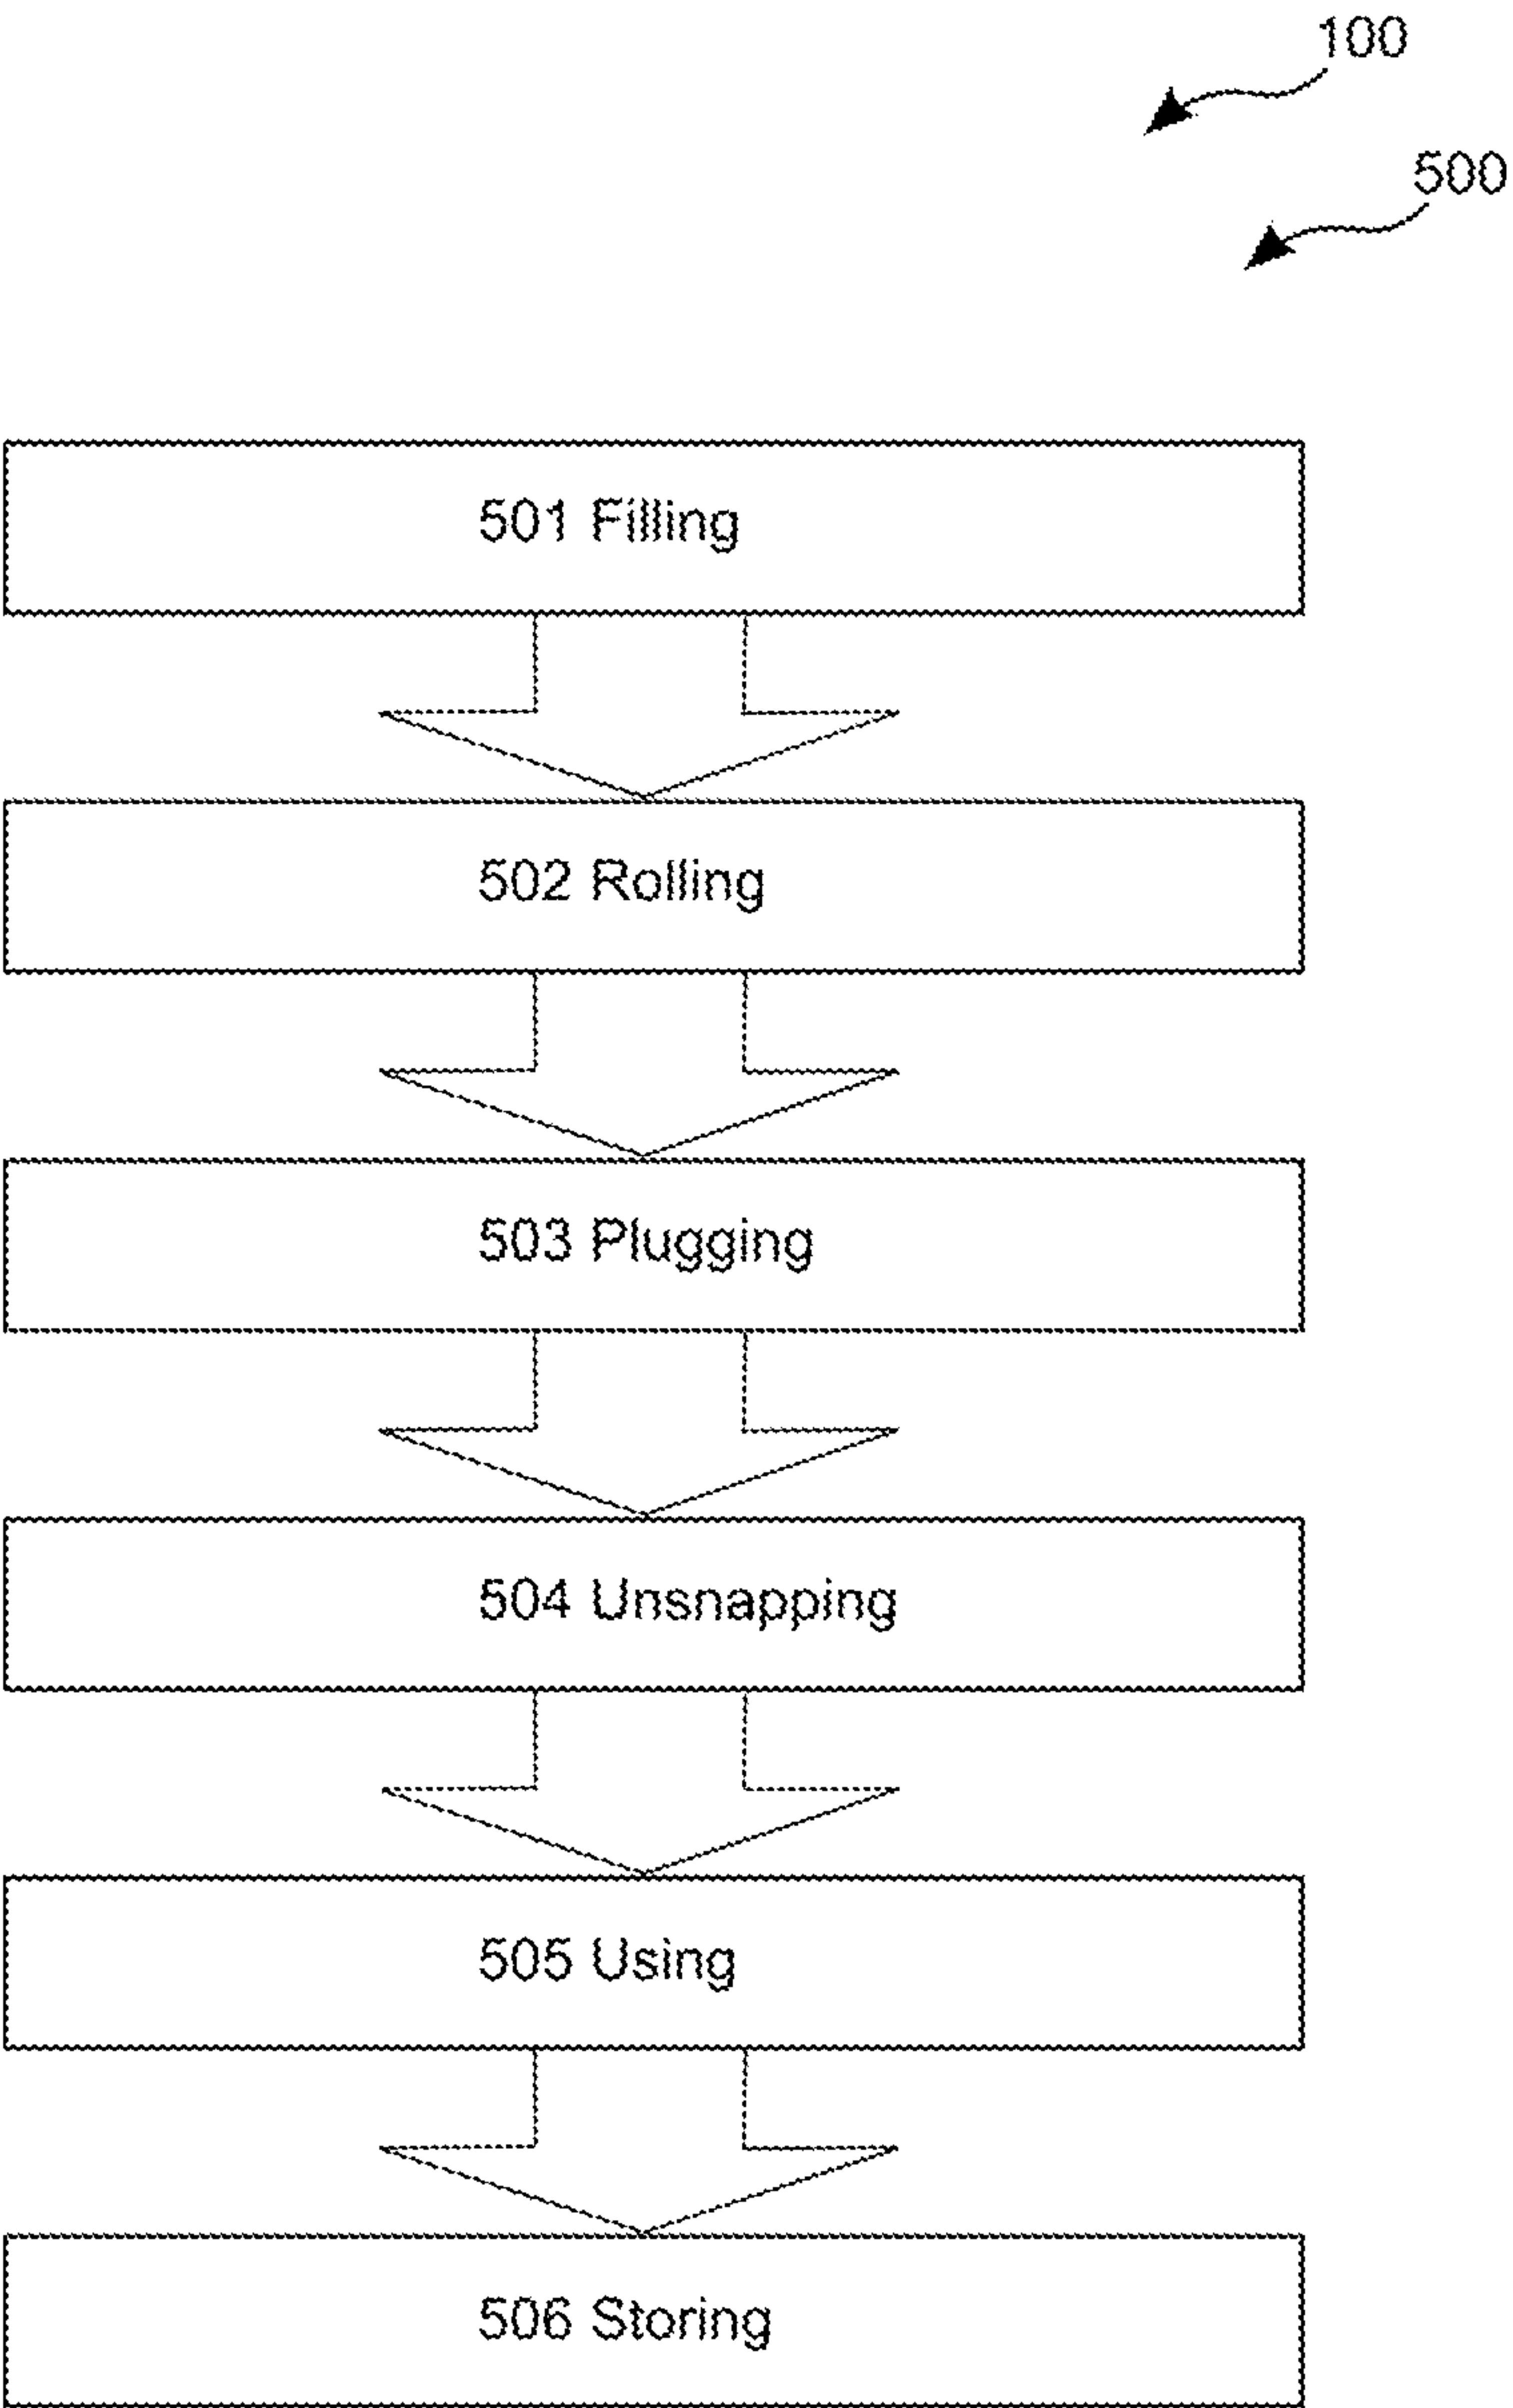 100
500
501 Filling
502 Rolling
503 Plugging
504 Unsnapping
505 Using
506 Storing